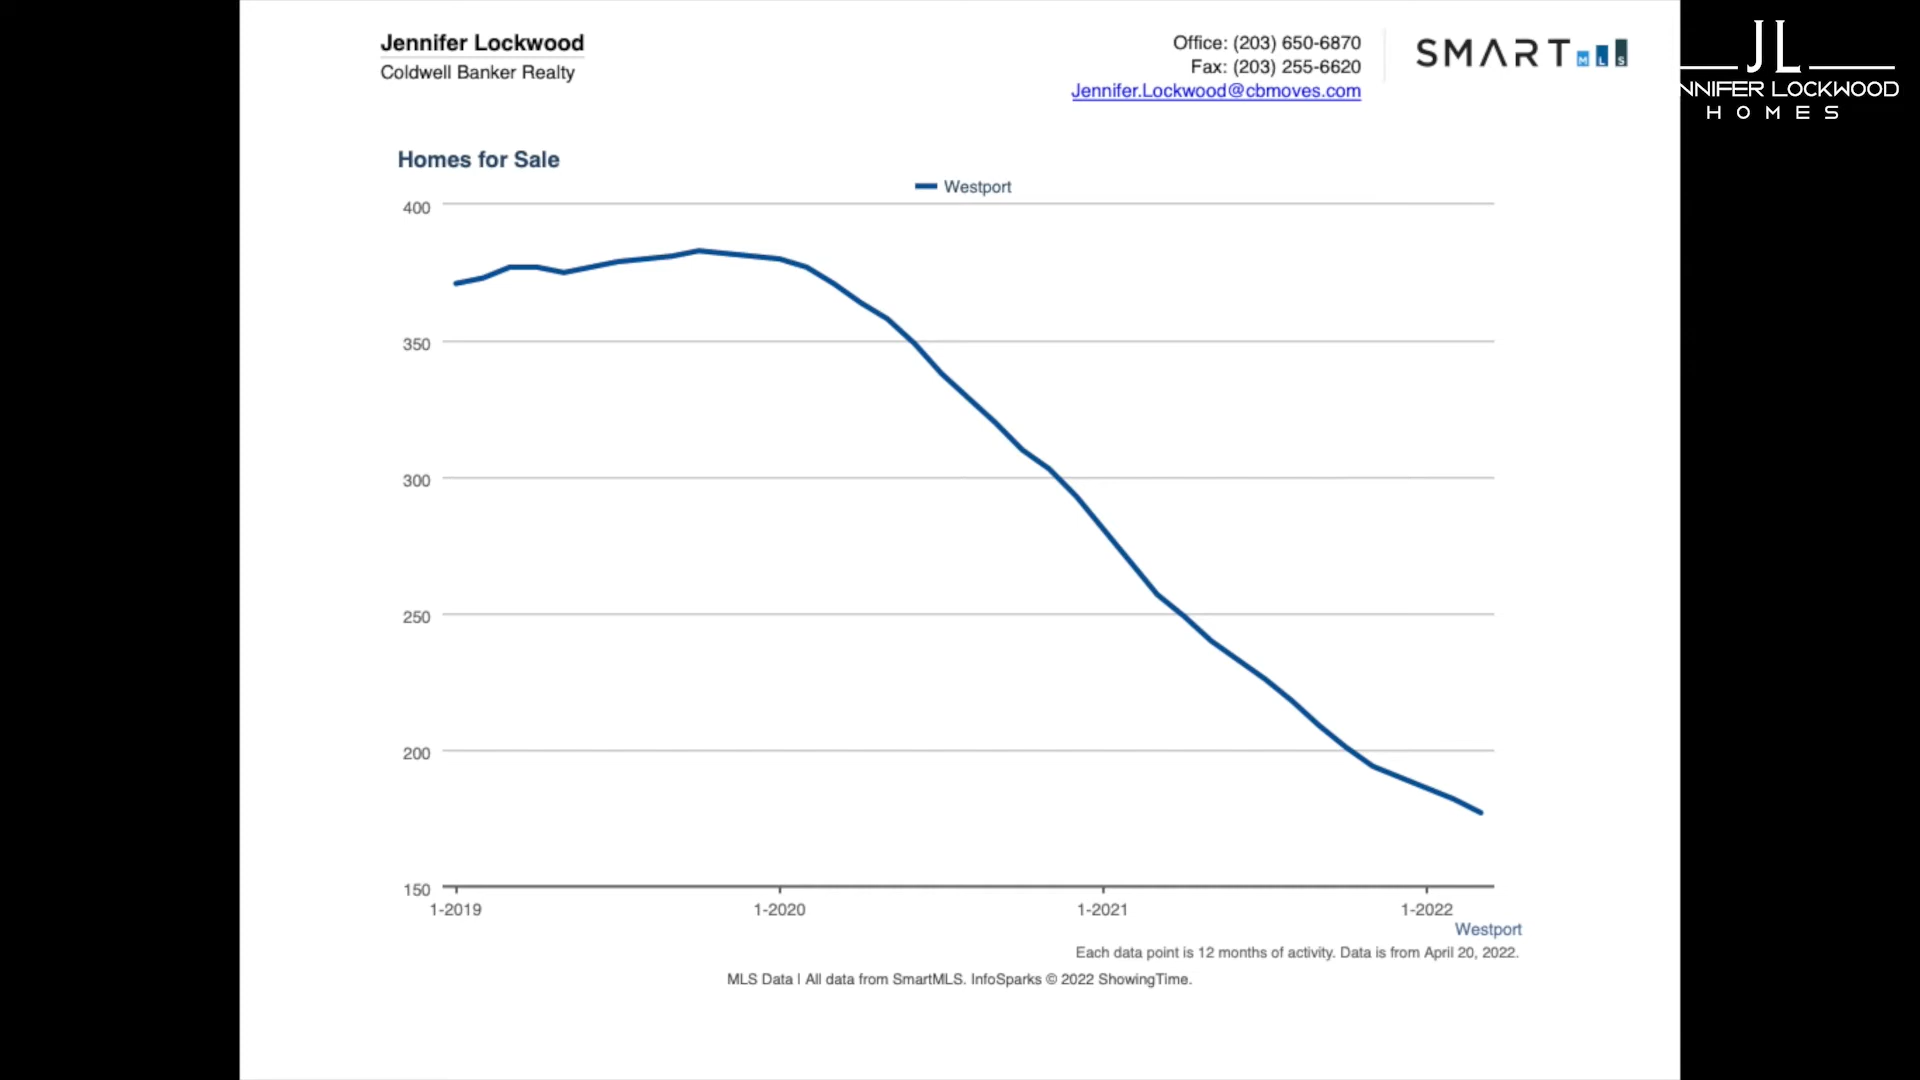 Jennifer Lockwood
Coldwell Banker Realty
Office: (203) 650-6870
Fax: (203) 255-6620
Jennifer.Lockwood@cbmoves.com
SMART MLS
JL
NNIFER LOCKWOOD
HOMES
Homes for Sale
Westport
400
350
300
250
200
150
1-2019 1-2020 1-2021 1-2022
Westport
Each data point is 12 months of activity. Data is from April 20, 2022.
MLS Data | All data from SmartMLS. InfoSparks © 2022 ShowingTime.